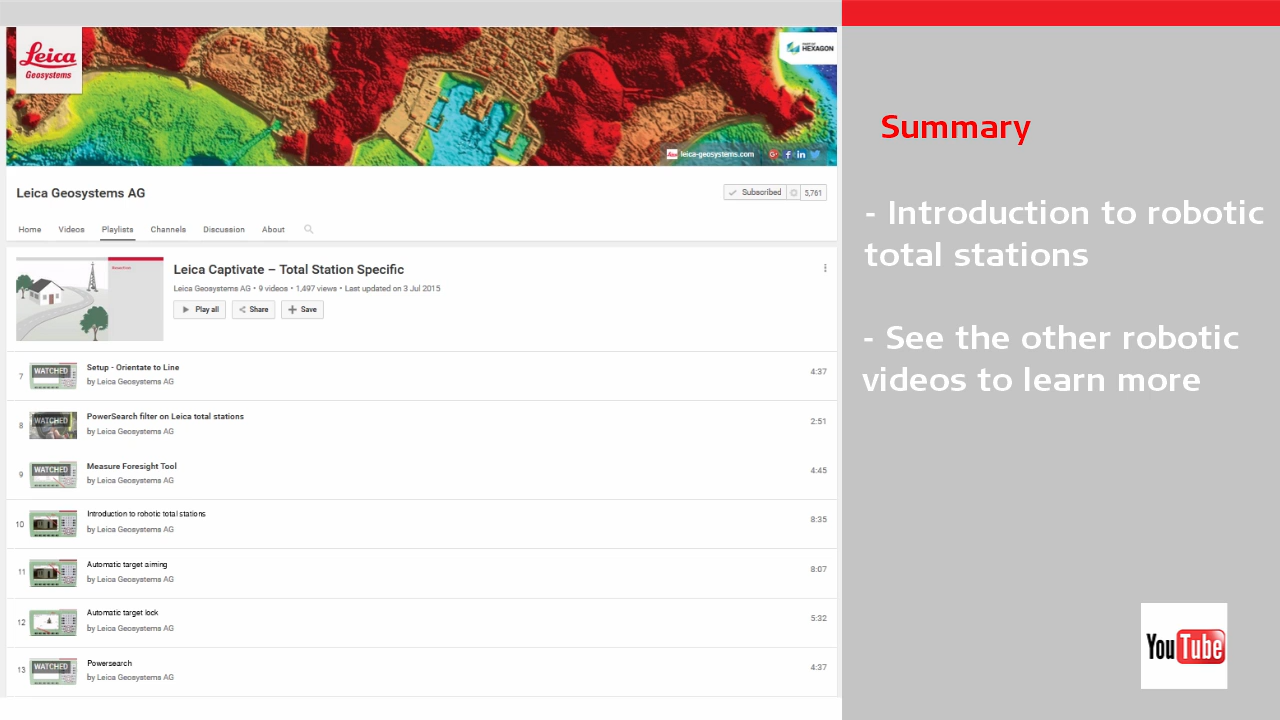 Leica
Geosystems
PART OF
HEXAGON
leica-geosystems.com
Leica Geosystems AG
Subscribed 5,761
Home Videos Playlists Channels Discussion About
Leica Captivate – Total Station Specific
Leica Geosystems AG • 9 videos • 1,497 views • Last updated on 3 Jul 2015
Play all Share Save
7 WATCHED Setup - Orientate to Line 4:37
by Leica Geosystems AG
8 WATCHED PowerSearch filter on Leica total stations 2:51
by Leica Geosystems AG
9 WATCHED Measure Foresight Tool 4:45
by Leica Geosystems AG
10 Introduction to robotic total stations 8:35
by Leica Geosystems AG
11 Automatic target aiming 8:07
by Leica Geosystems AG
12 Automatic target lock 5:32
by Leica Geosystems AG
13 WATCHED Powersearch 4:37
by Leica Geosystems AG
Summary
- Introduction to robotic
total stations
- See the other robotic
videos to learn more
YouTube